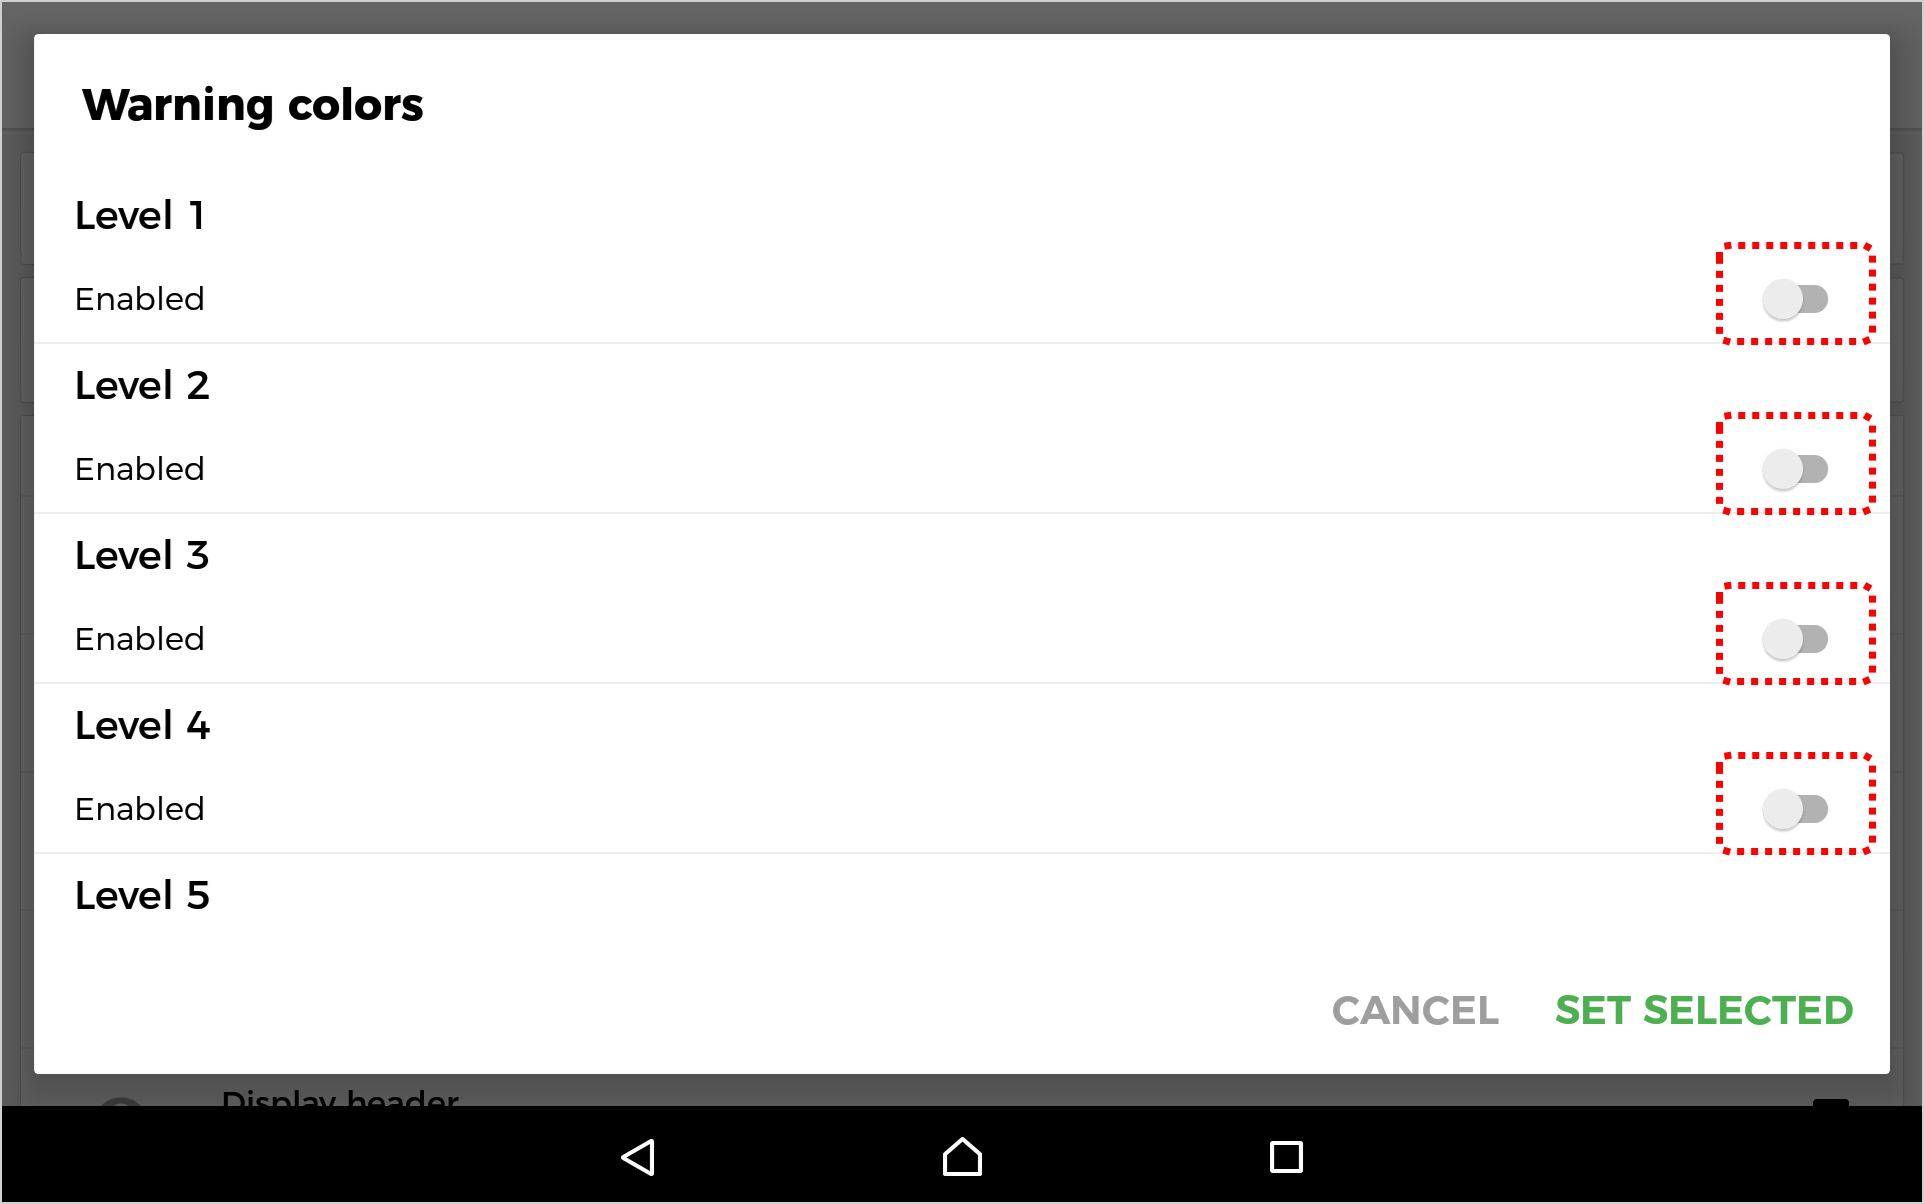 Warning colors
Level 1
Enabled
Level 2
Enabled
Level 3
Enabled
Level 4
Enabled
Level 5
CANCEL SET SELECTED
Display header